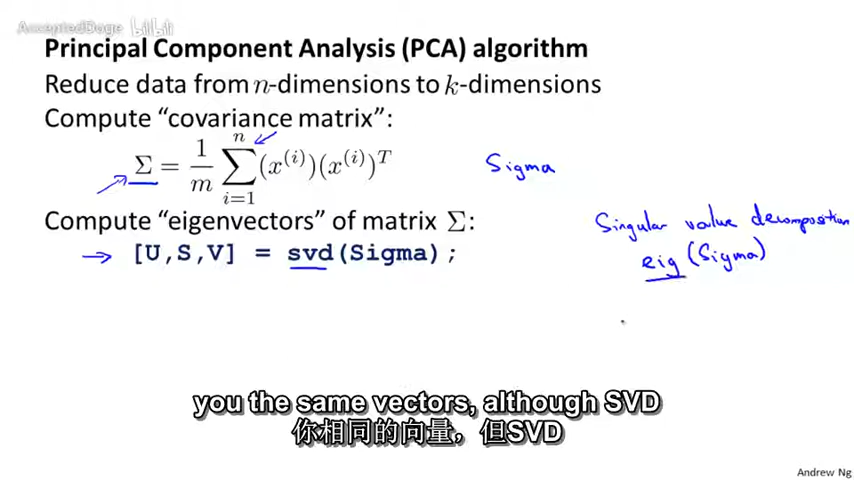 AcceptedDoge bilibili
Principal Component Analysis (PCA) algorithm
Reduce data from n-dimensions to k-dimensions
Compute “covariance matrix”:
Σ = 1/m ∑_{i=1}^{n} (x^{(i)})(x^{(i)})^T
Sigma
Compute “eigenvectors” of matrix Σ:
Singular value decomposition
[U,S,V] = svd(Sigma);
eig (Sigma)
you the same vectors, although SVD
你相同的向量，但SVD
Andrew Ng